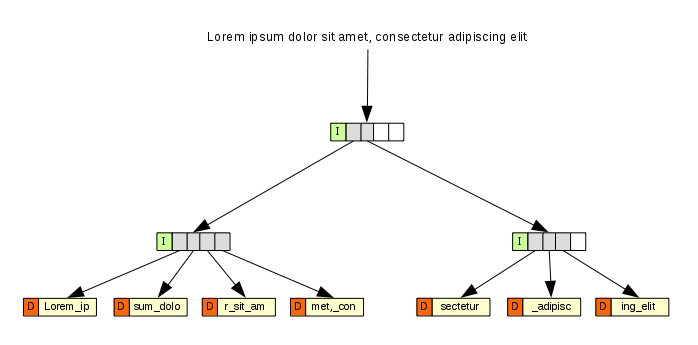 Lorem ipsum dolor sit amet, consectetur adipiscing elit
I
I I
D Lorem_ip D sum_dolo D r_sit_am D met,_con D sectetur D _adipisc D ing_elit